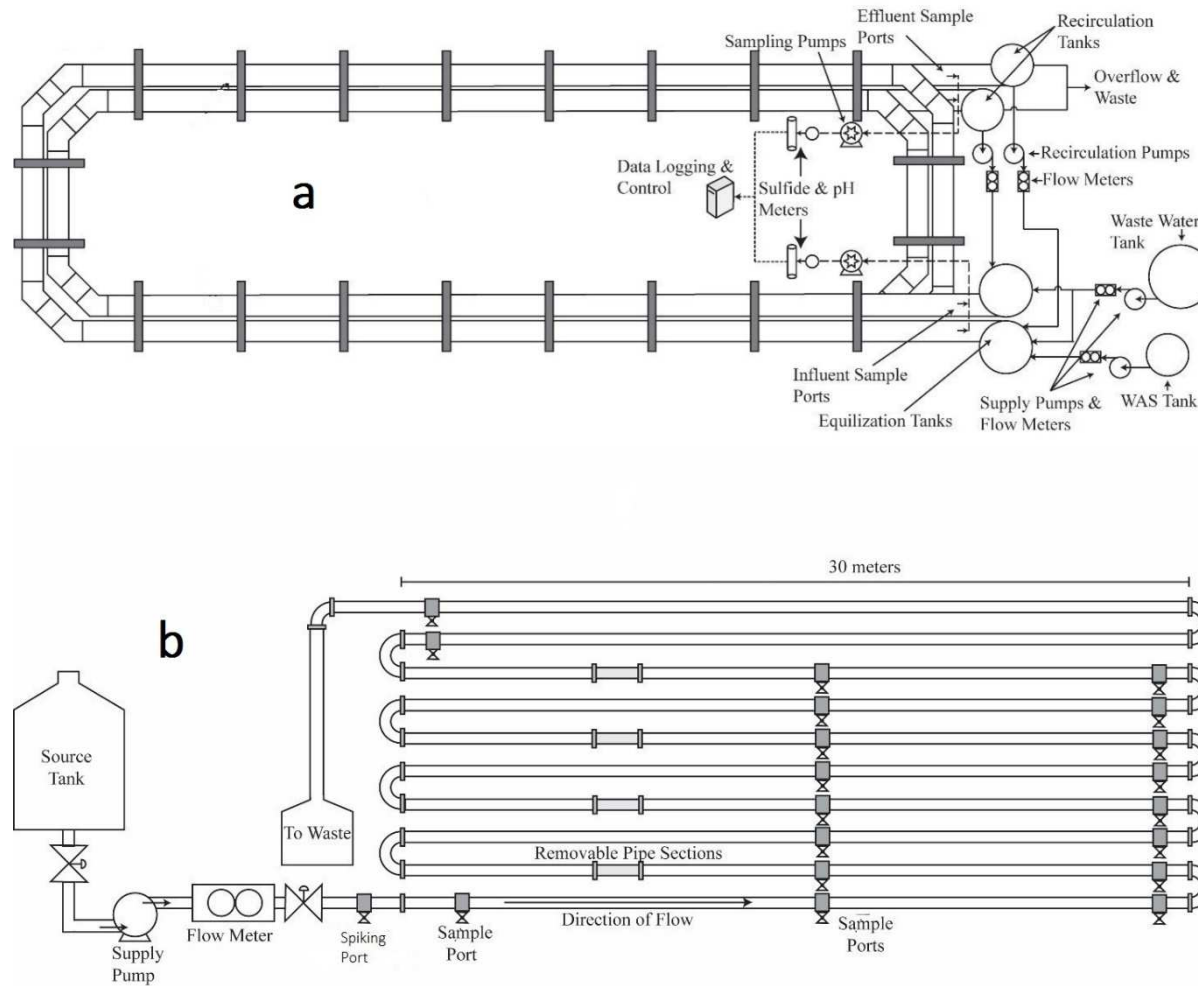 Effluent Sample
Ports
Recirculation
Tanks
Sampling Pumps
Overflow &
Waste
a
Data Logging &
Control
Sulfide & pH
Meters
Recirculation Pumps
Flow Meters
Waste Water
Tank
Influent Sample
Ports
Equilization Tanks
Supply Pumps &
Flow Meters
WAS Tank
b
30 meters
Source
Tank
To Waste
Removable Pipe Sections
Direction of Flow
Flow Meter
Supply
Pump
Spiking
Port
Sample
Port
Sample
Ports